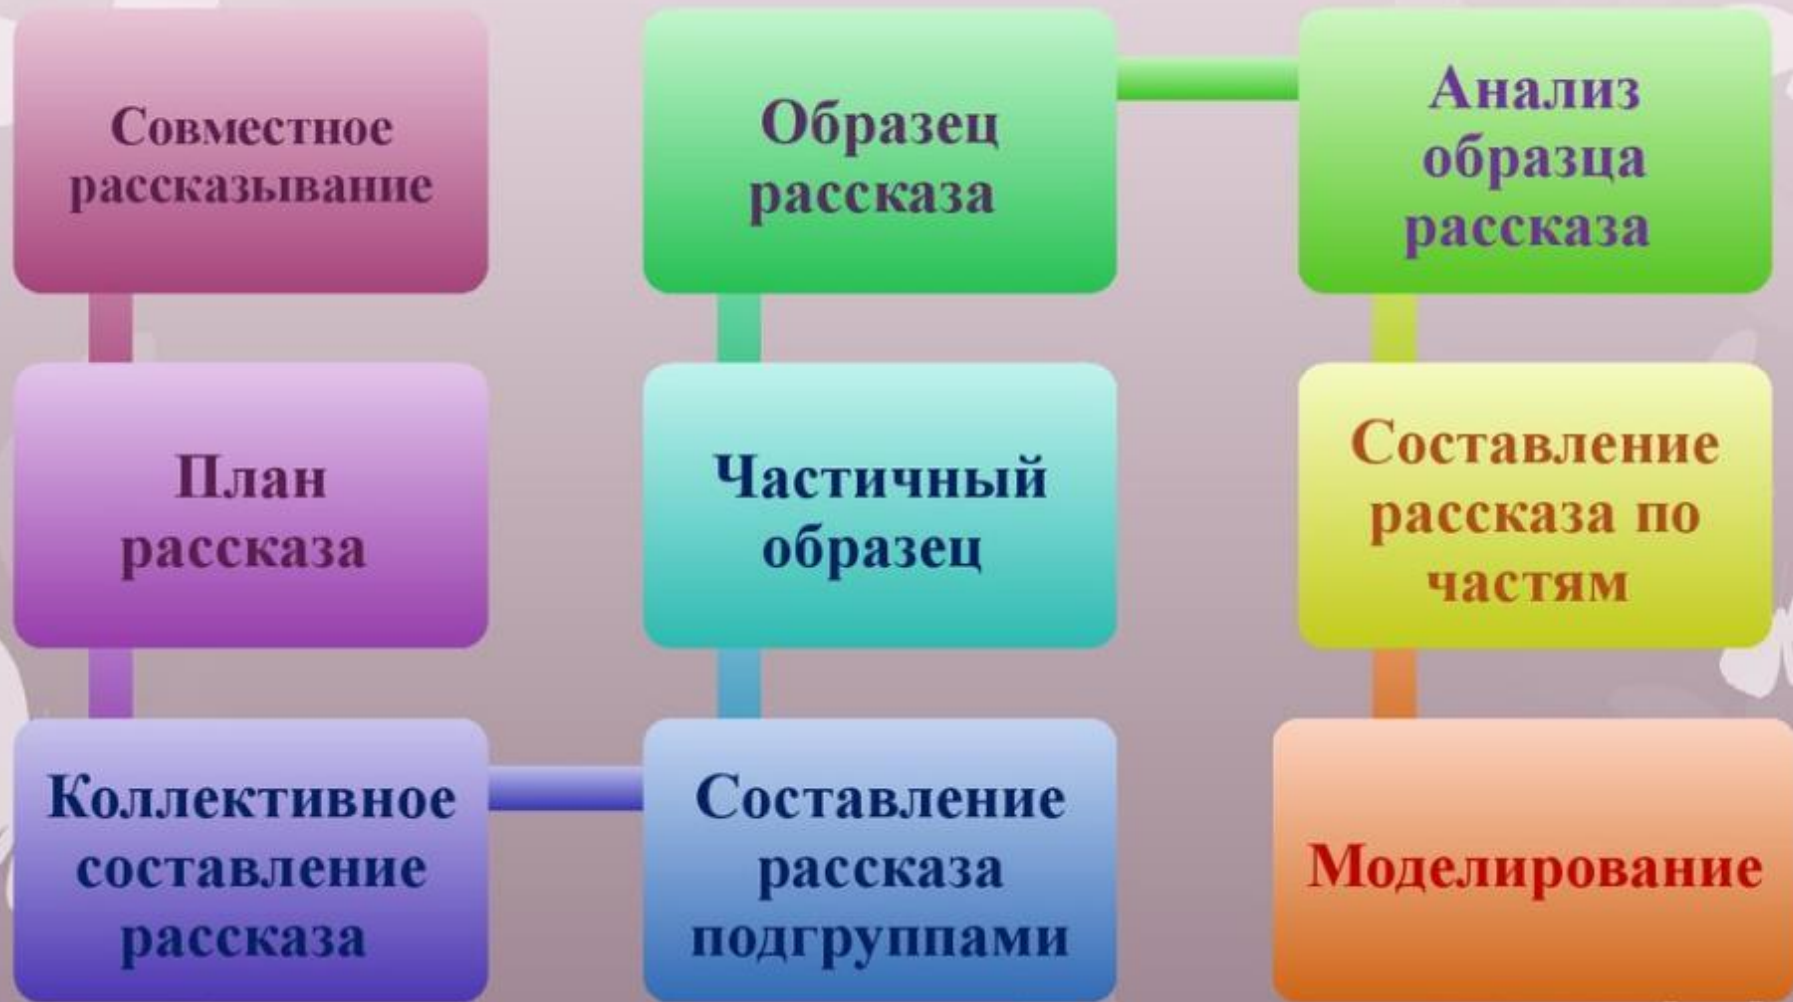 Совместное
рассказывание
План
рассказа
Коллективное
составление
рассказа
Составление
рассказа
подгруппами
Частичный
образец
Образец
рассказа
Анализ
образца
рассказа
Составление
рассказа по
частям
Моделирование